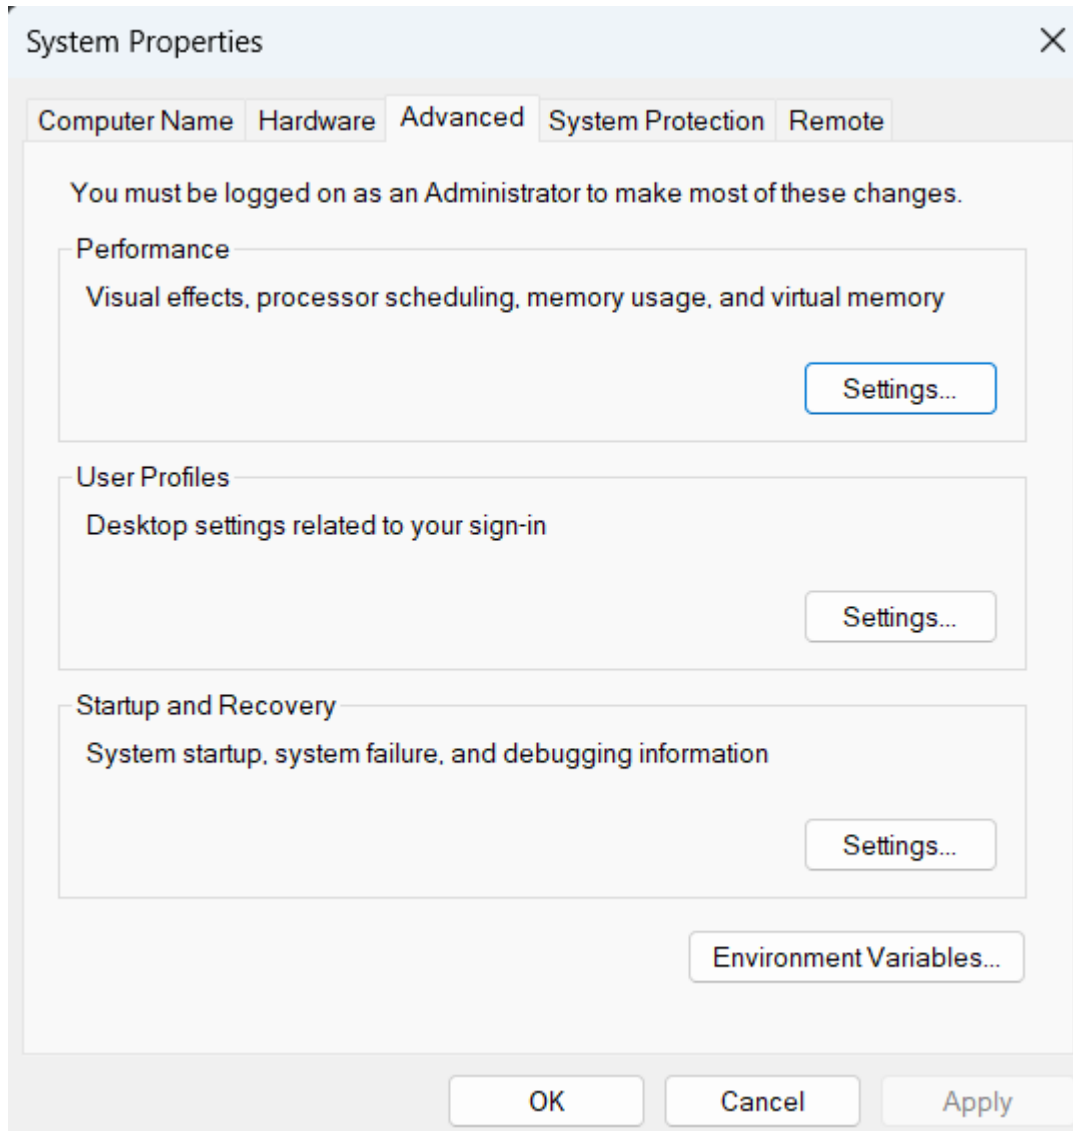 System Properties
Computer Name Hardware Advanced System Protection Remote
You must be logged on as an Administrator to make most of these changes.
Performance
Visual effects, processor scheduling, memory usage, and virtual memory
Settings...
User Profiles
Desktop settings related to your sign-in
Settings...
Startup and Recovery
System startup, system failure, and debugging information
Settings...
Environment Variables...
OK Cancel Apply